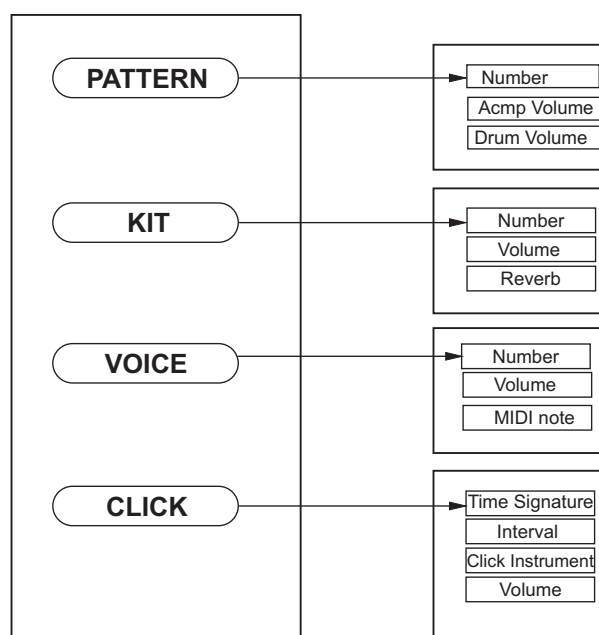 PATTERN
Number
Acmp Volume
Drum Volume
KIT
Number
Volume
Reverb
VOICE
Number
Volume
MIDI note
CLICK
Time Signature
Interval
Click Instrument
Volume